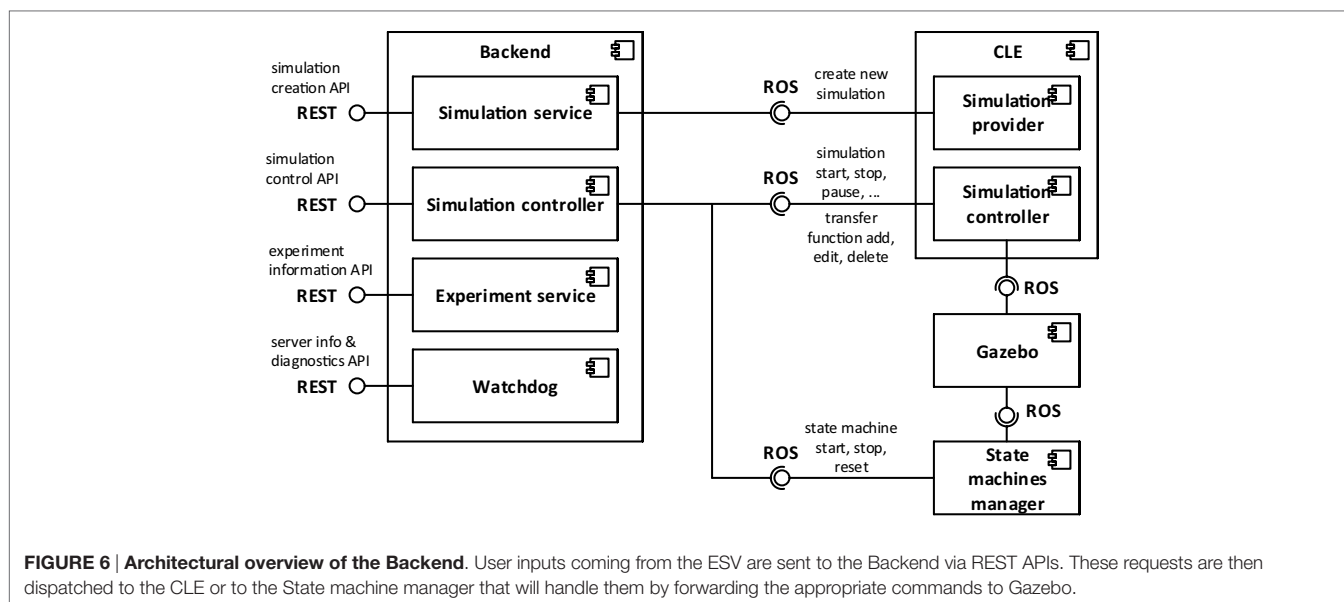 Backend
CLE
simulation
creation API
REST
Simulation service
ROS
create new
simulation
Simulation
provider
simulation
control API
REST
Simulation controller
ROS
simulation
start, stop,
pause, ...
transfer
function add,
edit, delete
Simulation
controller
experiment
information API
REST
Experiment service
ROS
Gazebo
server info &
diagnostics API
REST
Watchdog
ROS
ROS
state machine
start, stop,
reset
State
machines
manager
FIGURE 6 | Architectural overview of the Backend. User inputs coming from the ESV are sent to the Backend via REST APIs. These requests are then
dispatched to the CLE or to the State machine manager that will handle them by forwarding the appropriate commands to Gazebo.